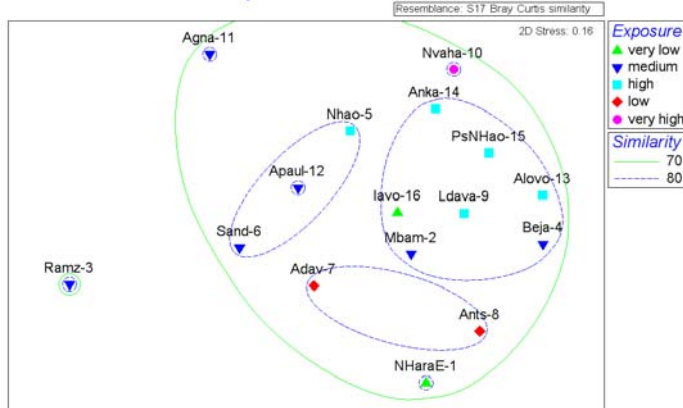 Resemblance: S17 Bray Curtis similarity
2D Stress: 0.16
Exposure
very low
medium
high
low
very high
Similarity
70
80
Agna-11
Nvaha-10
Anka-14
Nhao-5
PsNHao-15
Apaul-12
Alovo-13
Iavo-16
Ldava-9
Sand-6
Mbam-2
Beja-4
Ramz-3
Adav-7
Ants-8
NHaraE-1